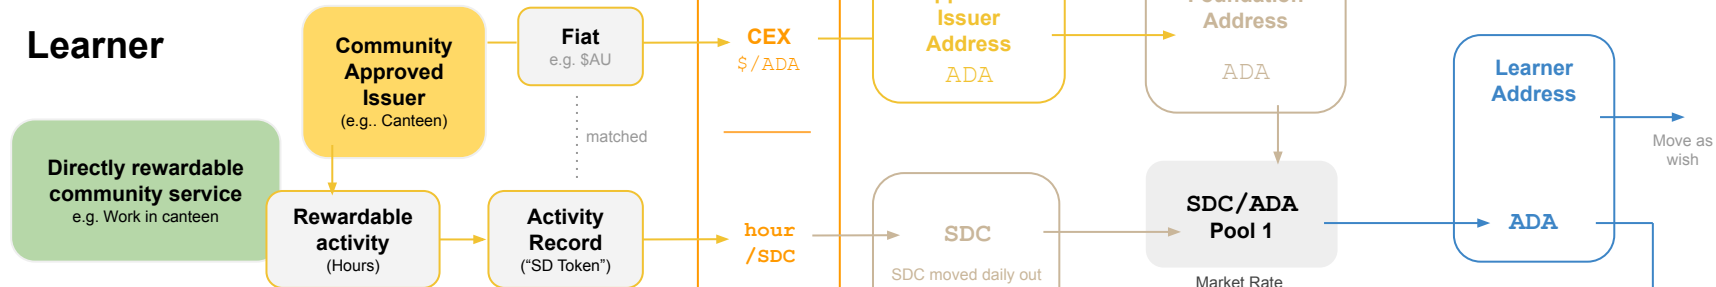 Learner
Community
Approved
Issuer
(e.g.. Canteen)
Directly rewardable
community service
e.g. Work in canteen
Rewardable
activity
(Hours)
Fiat
e.g. $AU
matched
Activity
Record
(“SD Token”)
CEX
$/ADA
hour
/SDC
Issuer
Address
ADA
SDC
SDC moved daily out
Foundation
Address
ADA
SDC/ADA
Pool 1
Market Rate
Learner
Address
ADA
Move as
wish